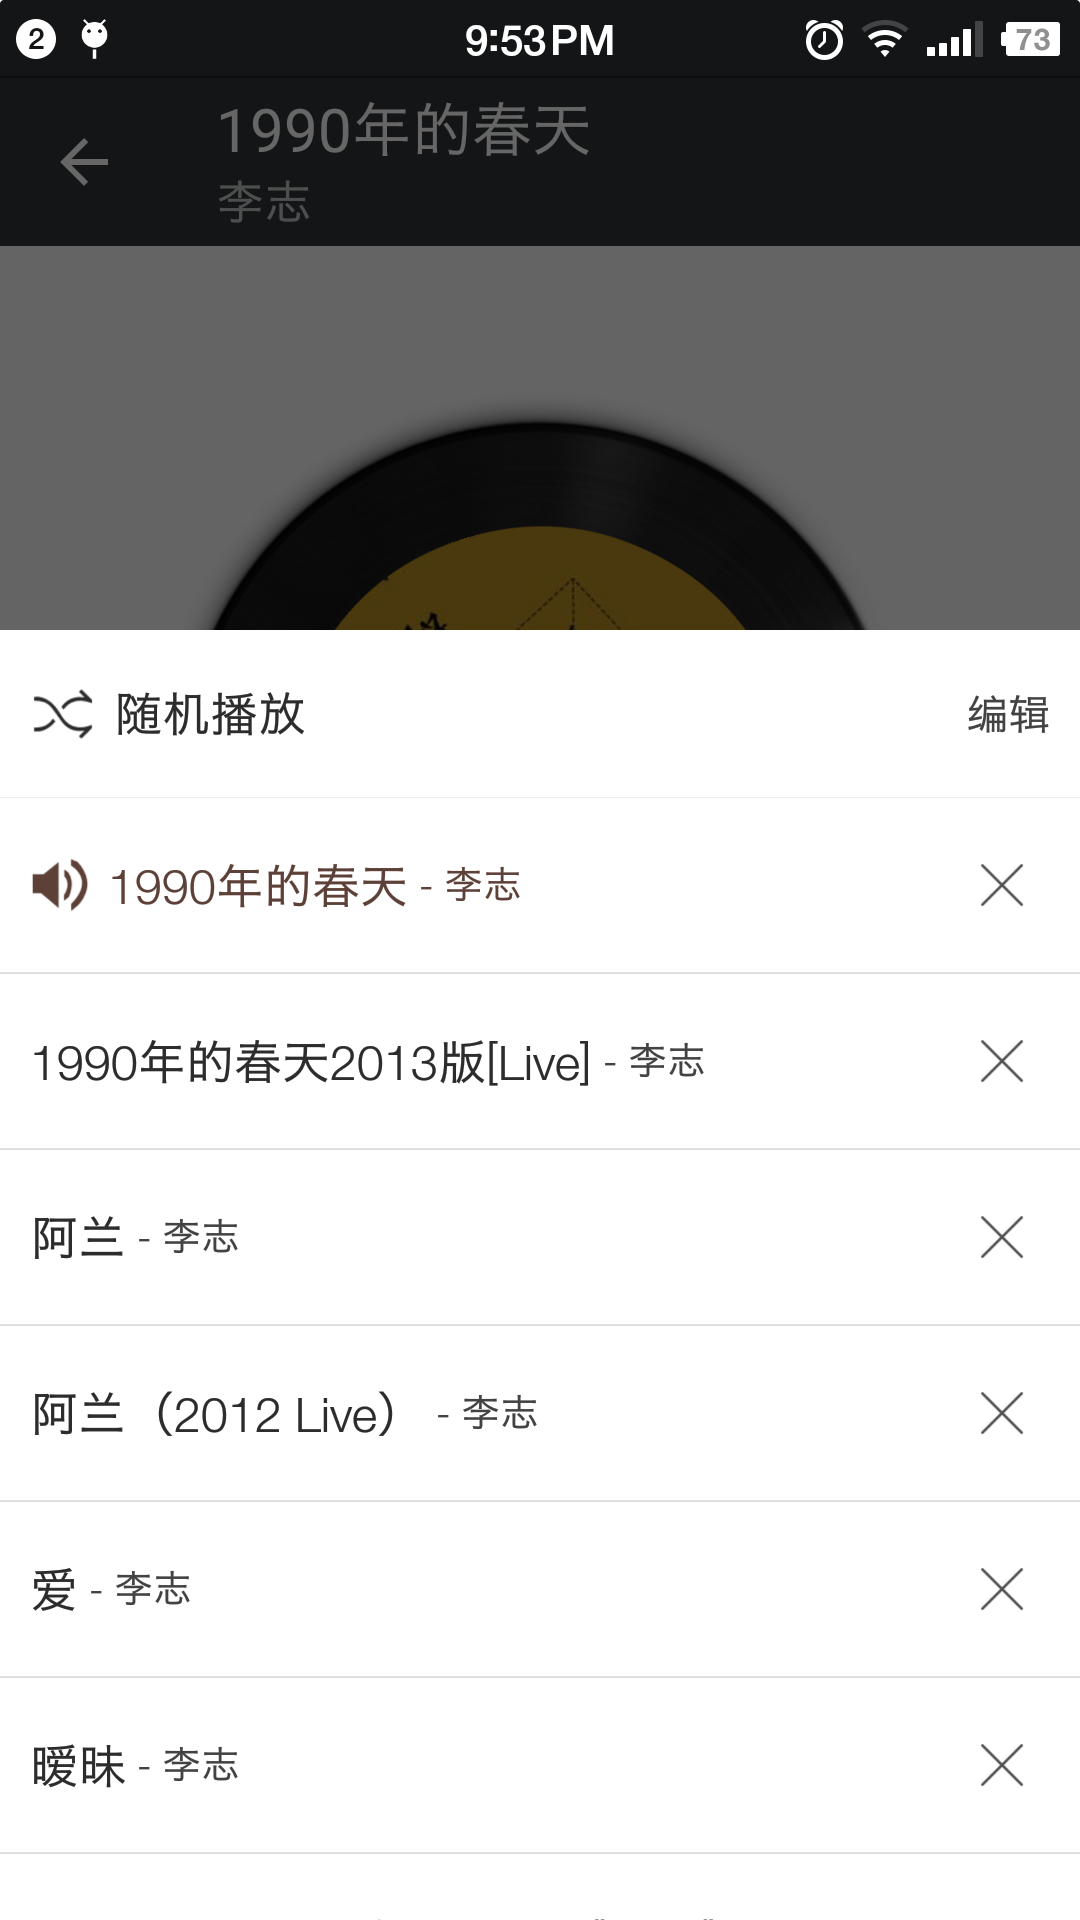 2 9:53PM 73
1990年的春天
李志
随机播放 编辑
1990年的春天 - 李志
1990年的春天2013版[Live] - 李志
阿兰 - 李志
阿兰（2012 Live） - 李志
爱 - 李志
暧昧 - 李志